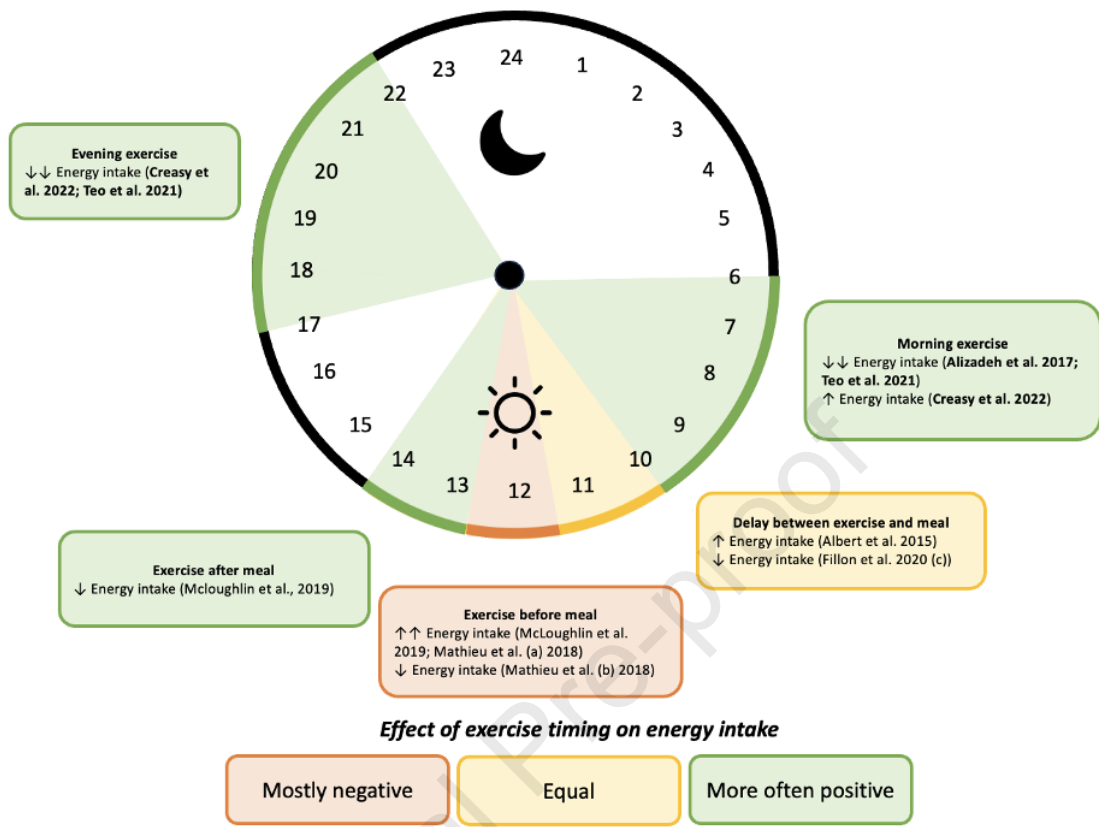 24
1
2
3
4
5
6
7
8
9
10
11
12
13
14
15
16
17
18
19
20
21
22
23
Evening exercise
↓↓ Energy intake (Creasy et
al. 2022; Teo et al. 2021)
Morning exercise
↓↓ Energy intake (Alizadeh et al. 2017;
Teo et al. 2021)
↑ Energy intake (Creasy et al. 2022)
Delay between exercise and meal
↑ Energy intake (Albert et al. 2015)
↓ Energy intake (Fillon et al. 2020 (c))
Exercise after meal
↓ Energy intake (Mcloughlin et al., 2019)
Exercise before meal
↑↑ Energy intake (McLoughlin et al.
2019; Mathieu et al. (a) 2018)
↓ Energy intake (Mathieu et al. (b) 2018)
Effect of exercise timing on energy intake
Mostly negative
Equal
More often positive
al Pre-proof